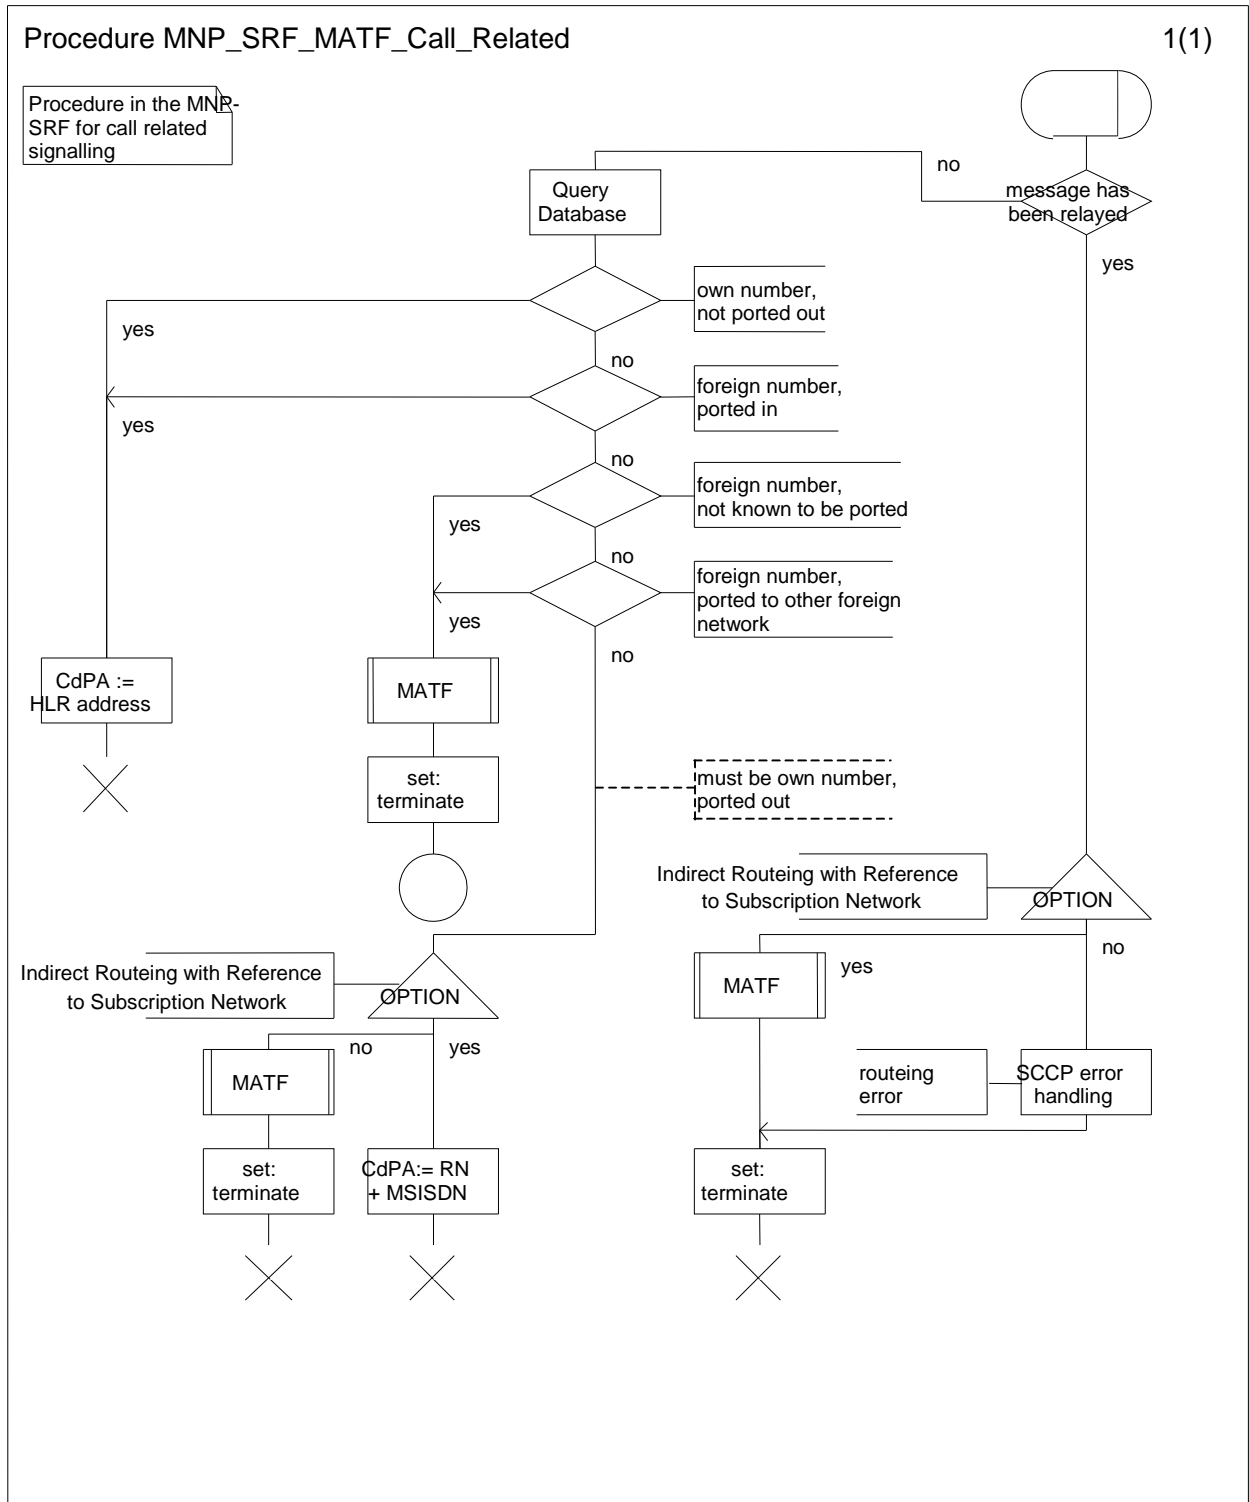 Procedure MNP_SRF_MATF_Call_Related
1(1)
Procedure in the MNP-
SRF for call related
signalling
message has
been relayed
no
yes
Query
Database
own number,
not ported out
yes
no
foreign number,
ported in
yes
no
foreign number,
not known to be ported
yes
no
foreign number,
ported to other foreign
network
yes
no
CdPA :=
HLR address
MATF
set:
terminate
must be own number,
ported out
Indirect Routeing with Reference
to Subscription Network
OPTION
no
yes
MATF
Indirect Routeing with Reference
to Subscription Network
OPTION
no
yes
MATF
routeing
error
SCCP error
handling
set:
terminate
CdPA:= RN
+ MSISDN
set:
terminate